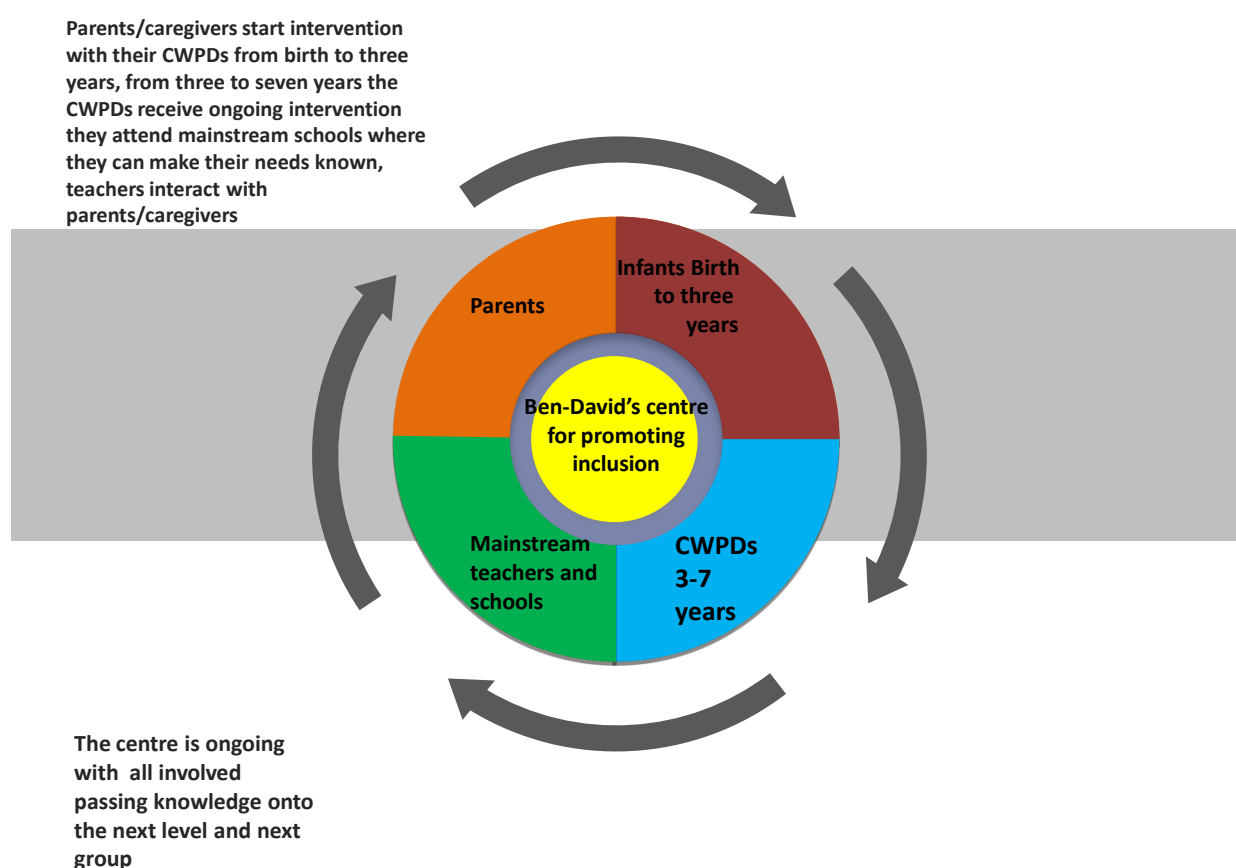 Parents/caregivers start intervention
with their CWPDs from birth to three
years, from three to seven years the
CWPDs receive ongoing intervention
they attend mainstream schools where
they can make their needs known,
teachers interact with
parents/caregivers
Parents
Infants Birth
to three
years
Ben-David’s centre
for promoting
inclusion
Mainstream
teachers and
schools
CWPDs
3-7
years
The centre is ongoing
with all involved
passing knowledge onto
the next level and next
group